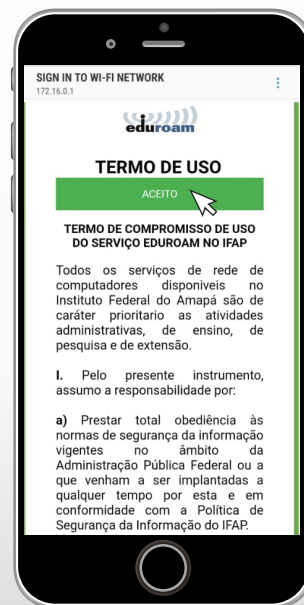 SIGN IN TO WI-FI NETWORK
172.16.0.1
eduroam
TERMO DE USO
ACEITO
TERMO DE COMPROMISSO DE USO
DO SERVIÇO EDUROAM NO IFAP
Todos os serviços de rede de
computadores disponiveis no
Instituto Federal do Amapá são de
caráter prioritario as atividades
administrativas, de ensino, de
pesquisa e de extensão.
I. Pelo presente instrumento,
assumo a responsabilidade por:
a) Prestar total obediência às
normas de segurança da informação
vigentes no âmbito da
Administração Pública Federal ou a
que venham a ser implantadas a
qualquer tempo por esta e em
conformidade com a Política de
Segurança da Informação do IFAP.